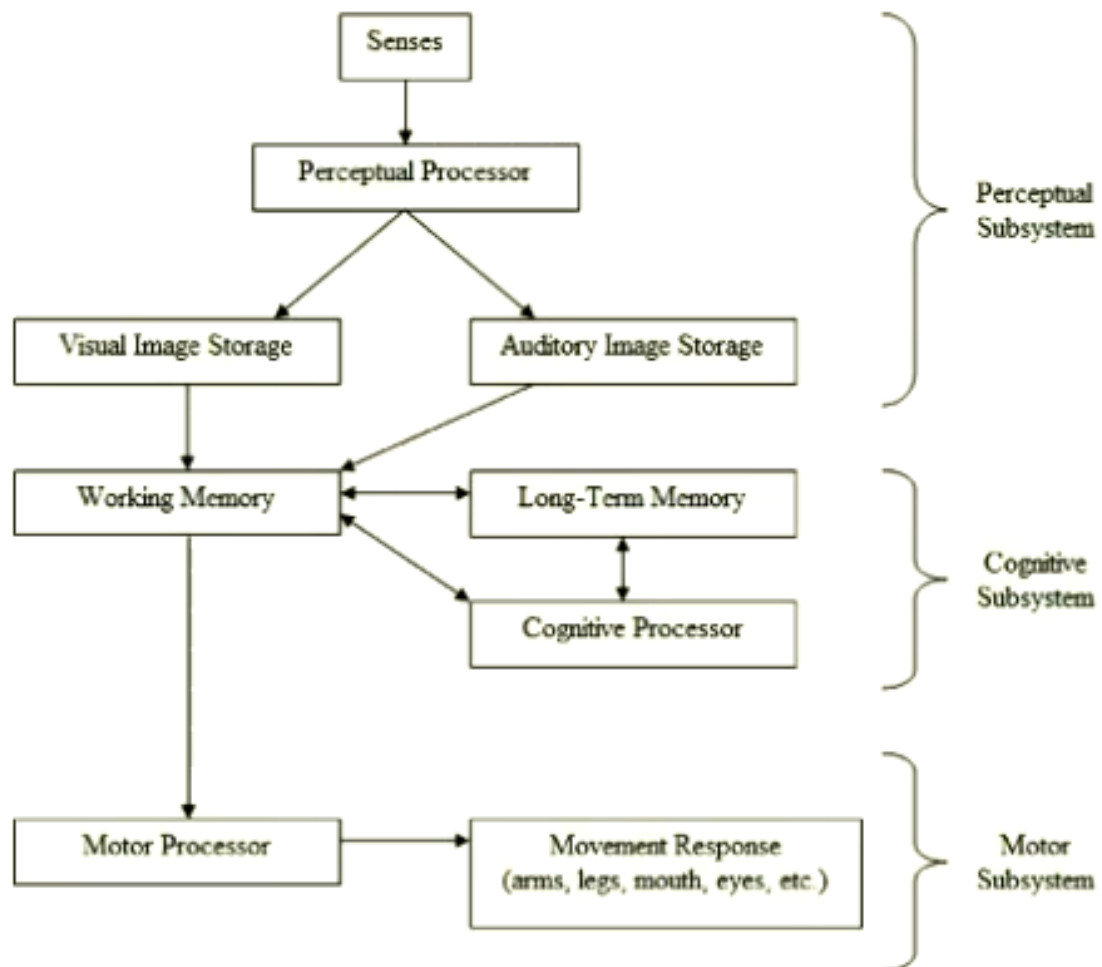 Senses
Perceptual Processor
Perceptual
Subsystem
Visual Image Storage
Auditory Image Storage
Working Memory
Long-Term Memory
Cognitive
Subsystem
Cognitive Processor
Motor Processor
Movement Response
(arms, legs, mouth, eyes, etc.)
Motor
Subsystem